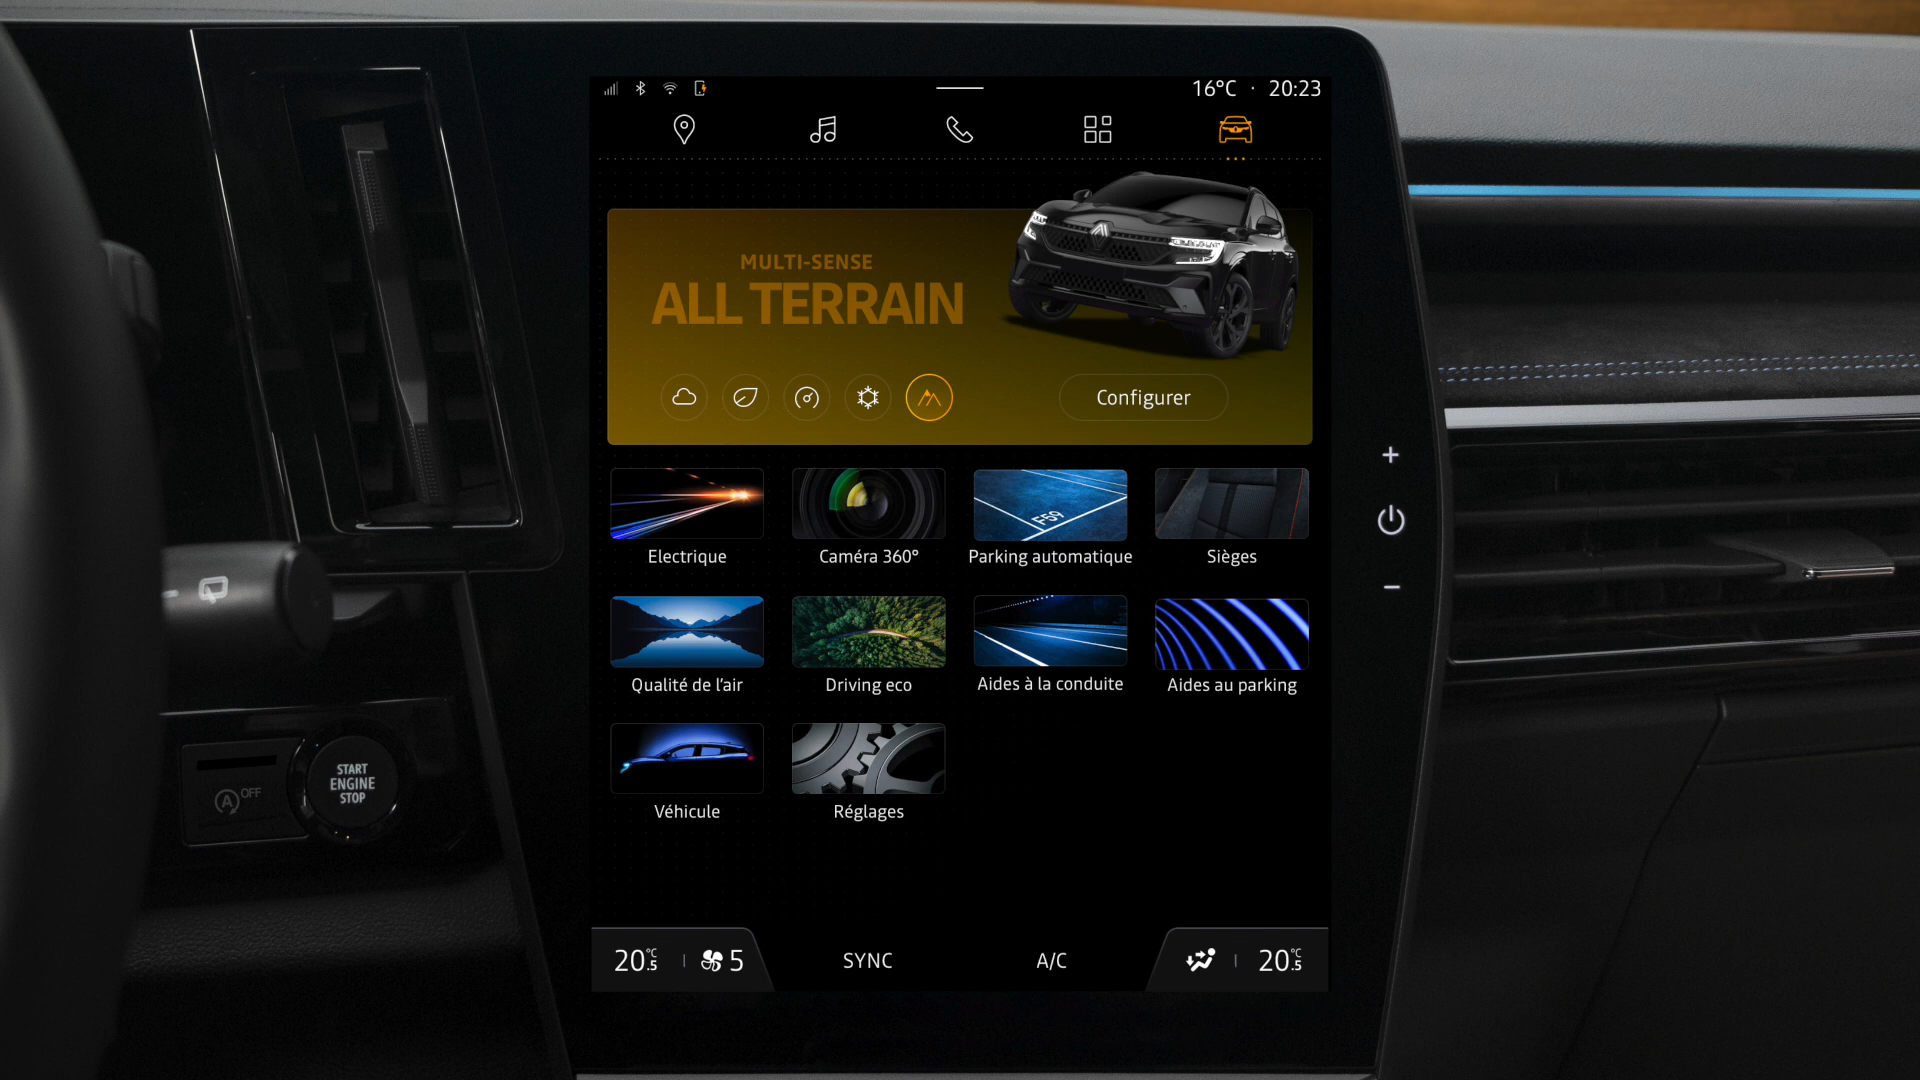 16°C · 20:23
MULTI-SENSE
ALL TERRAIN
Configurer
F59
Electrique
Caméra 360°
Parking automatique
Sièges
Qualité de l'air
Driving eco
Aides à la conduite
Aides au parking
Véhicule
Réglages
A OFF
START
ENGINE
STOP
20.5 °C
5
SYNC
A/C
20.5 °C